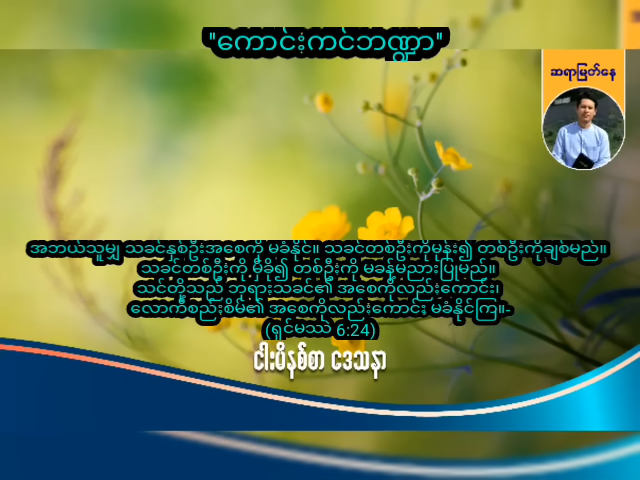 "ကောင်းကင်ဘဏ္ဍာ"
ဆရာမြတ်နေ
အဘယ်သူမျှ သခင်နှစ်ဦးအစေကို မခံနိုင်။ သခင်တစ်ဦးကိုမုန်း၍ တစ်ဦးကိုချစ်မည်။
သခင်တစ်ဦးကို မှီခို၍ တစ်ဦးကို မခန့်မညားပြုမည်။
သင်တို့သည် ဘုရားသခင်၏ အစေကိုလည်းကောင်း၊
လောကီစည်းစိမ်၏ အစေကိုလည်းကောင်း မခံနိုင်ကြ။-
(ရှင်မဿဲ 6:24)
ငါးမိနစ်စာ ဒေသနာ